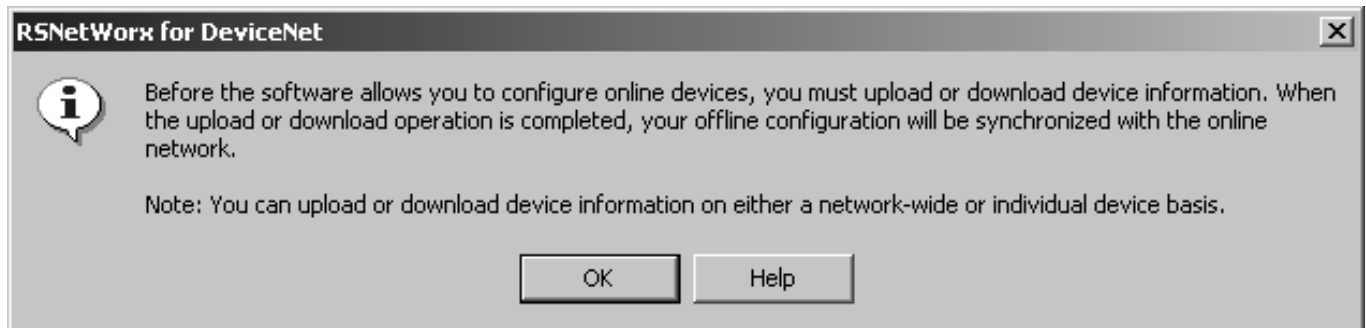 RSNetWorx for DeviceNet
Before the software allows you to configure online devices, you must upload or download device information. When
the upload or download operation is completed, your offline configuration will be synchronized with the online
network.
Note: You can upload or download device information on either a network-wide or individual device basis.
OK Help